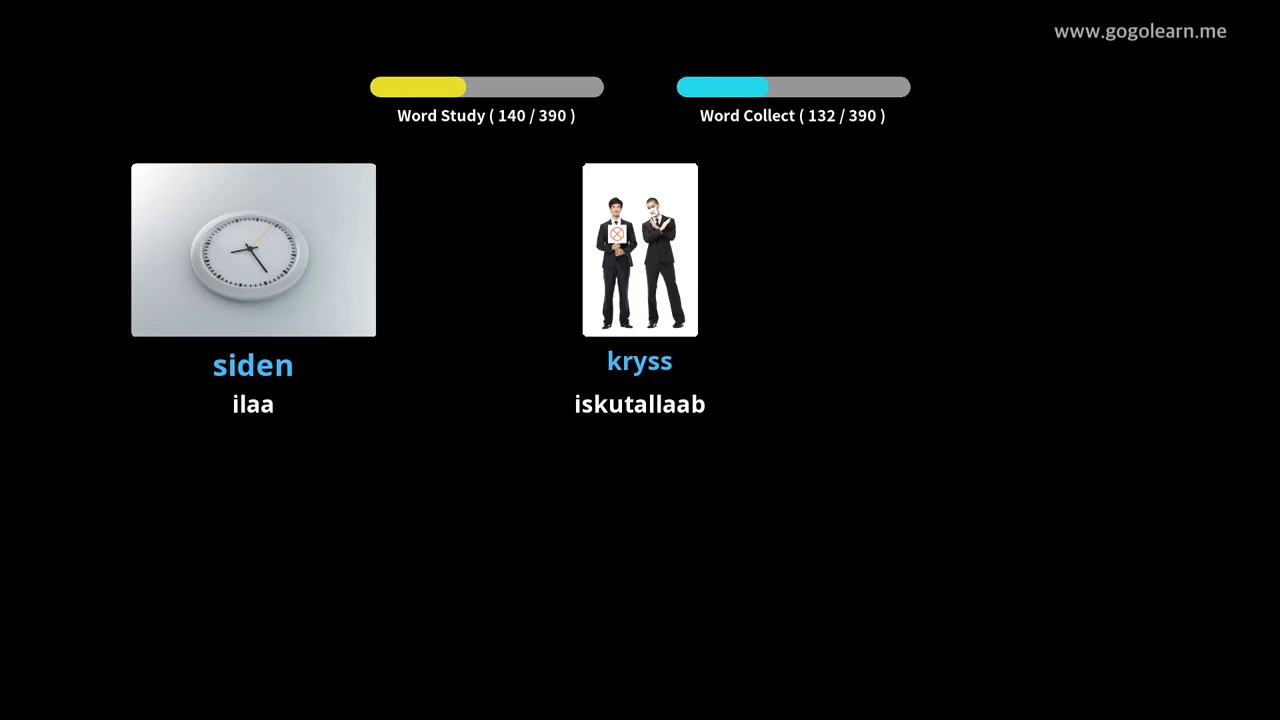 www.gogolearn.me
Word Study ( 140 / 390 )
Word Collect ( 132 / 390 )
siden
ilaa
kryss
iskutallaab